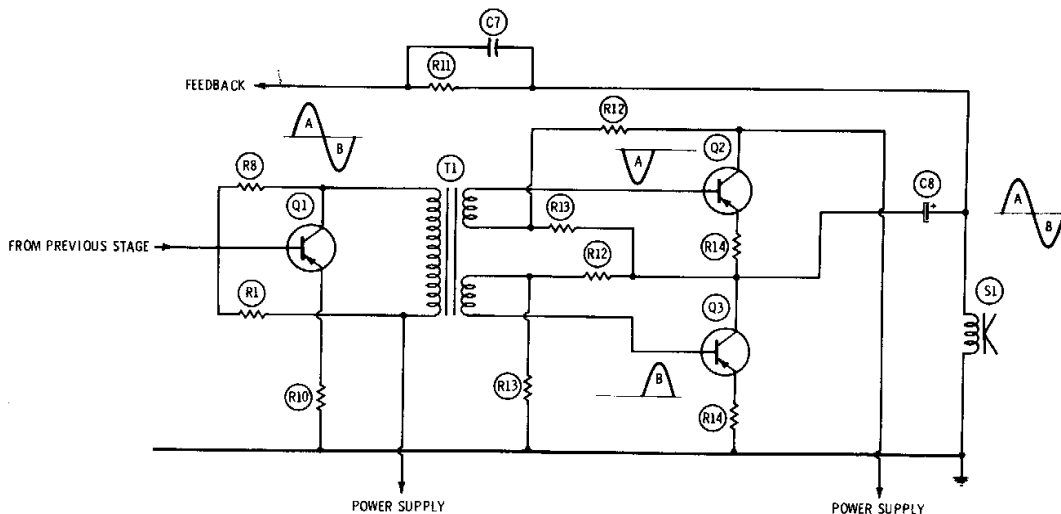 C7
R11
FEEDBACK
R12
A
B
A
Q2
T1
R8
C8
Q1
R13
A
B
FROM PREVIOUS STAGE
R14
R12
R1
S1
Q3
B
R13
R10
R14
POWER SUPPLY
POWER SUPPLY